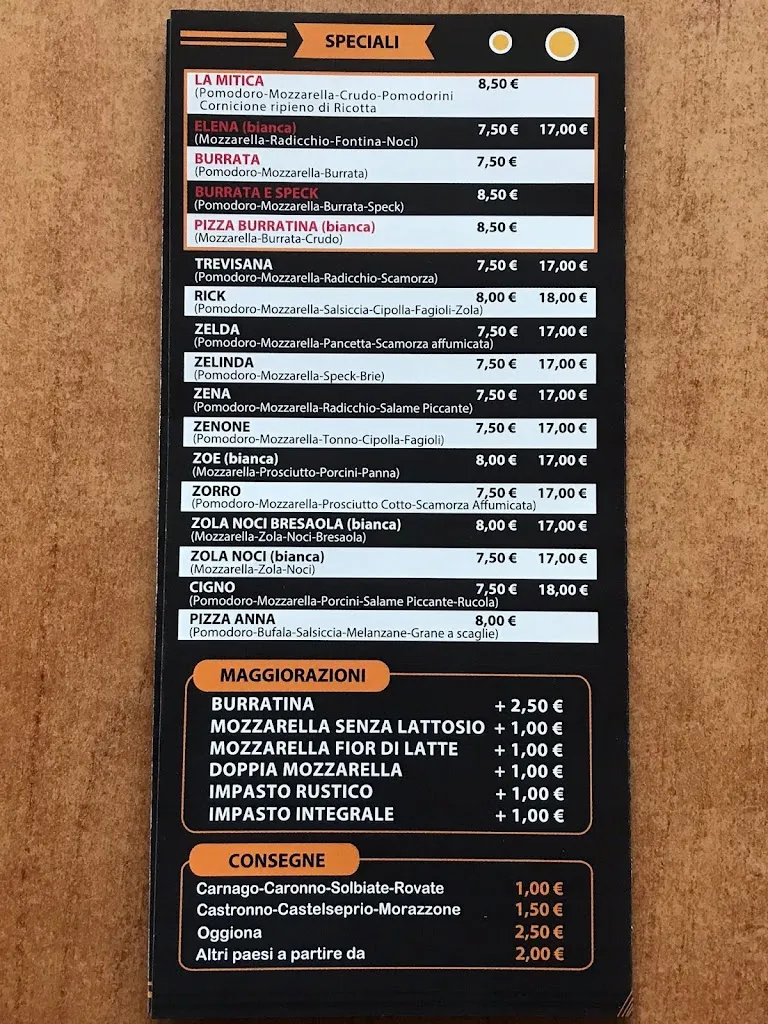 SPECIALI
LA MITICA 8,50 €
(Pomodoro-Mozzarella-Crudo-Pomodorini
Cornicione ripieno di Ricotta
ELENA (bianca) 7,50 € 17,00 €
(Mozzarella-Radicchio-Fontina-Noci)
BURRATA 7,50 €
(Pomodoro-Mozzarella-Burrata)
BURRATA E SPECK 8,50 €
(Pomodoro-Mozzarella-Burrata-Speck)
PIZZA BURRATINA (bianca) 8,50 €
(Mozzarella-Burrata-Crudo)
TREVISANA 7,50 € 17,00 €
(Pomodoro-Mozzarella-Radicchio-Scamorza)
RICK 8,00 € 18,00 €
(Pomodoro-Mozzarella-Salsiccia-Cipolla-Fagioli-Zola)
ZELDA 7,50 € 17,00 €
(Pomodoro-Mozzarella-Pancetta-Scamorza affumicata)
ZELINDA 7,50 € 17,00 €
(Pomodoro-Mozzarella-Speck-Brie)
ZENA 7,50 € 17,00 €
(Pomodoro-Mozzarella-Radicchio-Salame Piccante)
ZENONE 7,50 € 17,00 €
(Pomodoro-Mozzarella-Tonno-Cipolla-Fagioli)
ZOE (bianca) 8,00 € 17,00 €
(Mozzarella-Prosciutto-Porcini-Panna)
ZORRO 7,50 € 17,00 €
(Pomodoro-Mozzarella-Prosciutto Cotto-Scamorza Affumicata)
ZOLA NOCI BRESAOLA (bianca) 8,00 € 17,00 €
(Mozzarella-Zola-Noci-Bresaola)
ZOLA NOCI (bianca) 7,50 € 17,00 €
(Mozzarella-Zola-Noci)
CIGNO 7,50 € 18,00 €
(Pomodoro-Mozzarella-Porcini-Salame Piccante-Rucola)
PIZZA ANNA 8,00 €
(Pomodoro-Bufala-Salsiccia-Melanzane-Grane a scaglie)
MAGGIORAZIONI
BURRATINA + 2,50 €
MOZZARELLA SENZA LATTOSIO + 1,00 €
MOZZARELLA FIOR DI LATTE + 1,00 €
DOPPIA MOZZARELLA + 1,00 €
IMPASTO RUSTICO + 1,00 €
IMPASTO INTEGRALE + 1,00 €
CONSEGNE
Carnago-Caronno-Solbiate-Rovate 1,00 €
Castronno-Castelseprio-Morazzone 1,50 €
Oggiona 2,50 €
Altri paesi a partire da 2,00 €